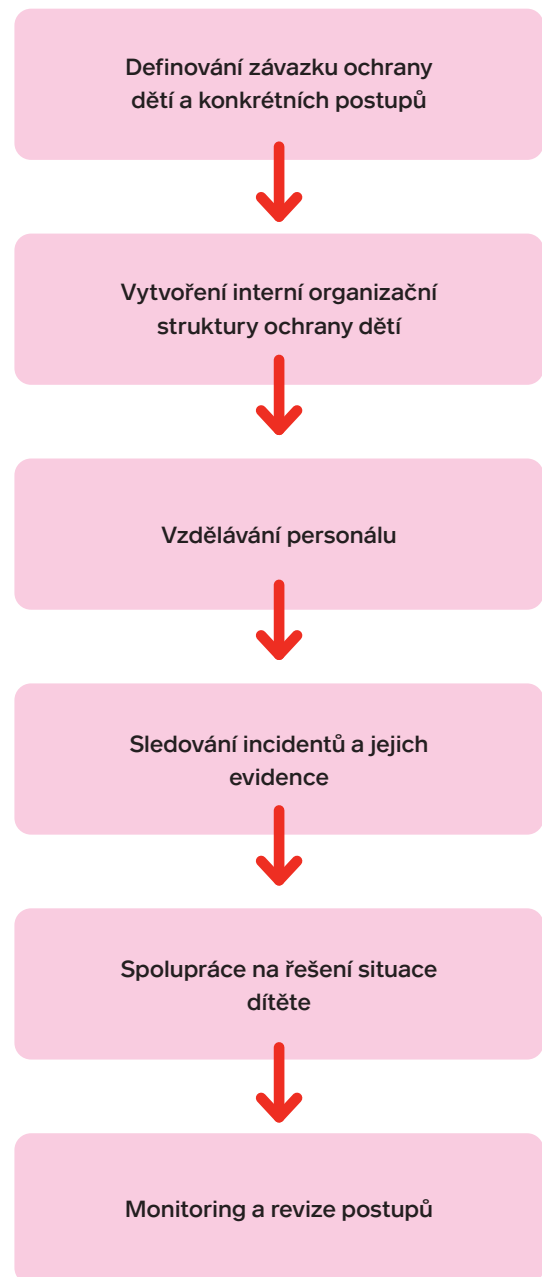 Definování závazku ochrany
dětí a konkrétních postupů
Vytvoření interní organizační
struktury ochrany dětí
Vzdělávání personálu
Sledování incidentů a jejich
evidence
Spolupráce na řešení situace
dítěte
Monitoring a revize postupů